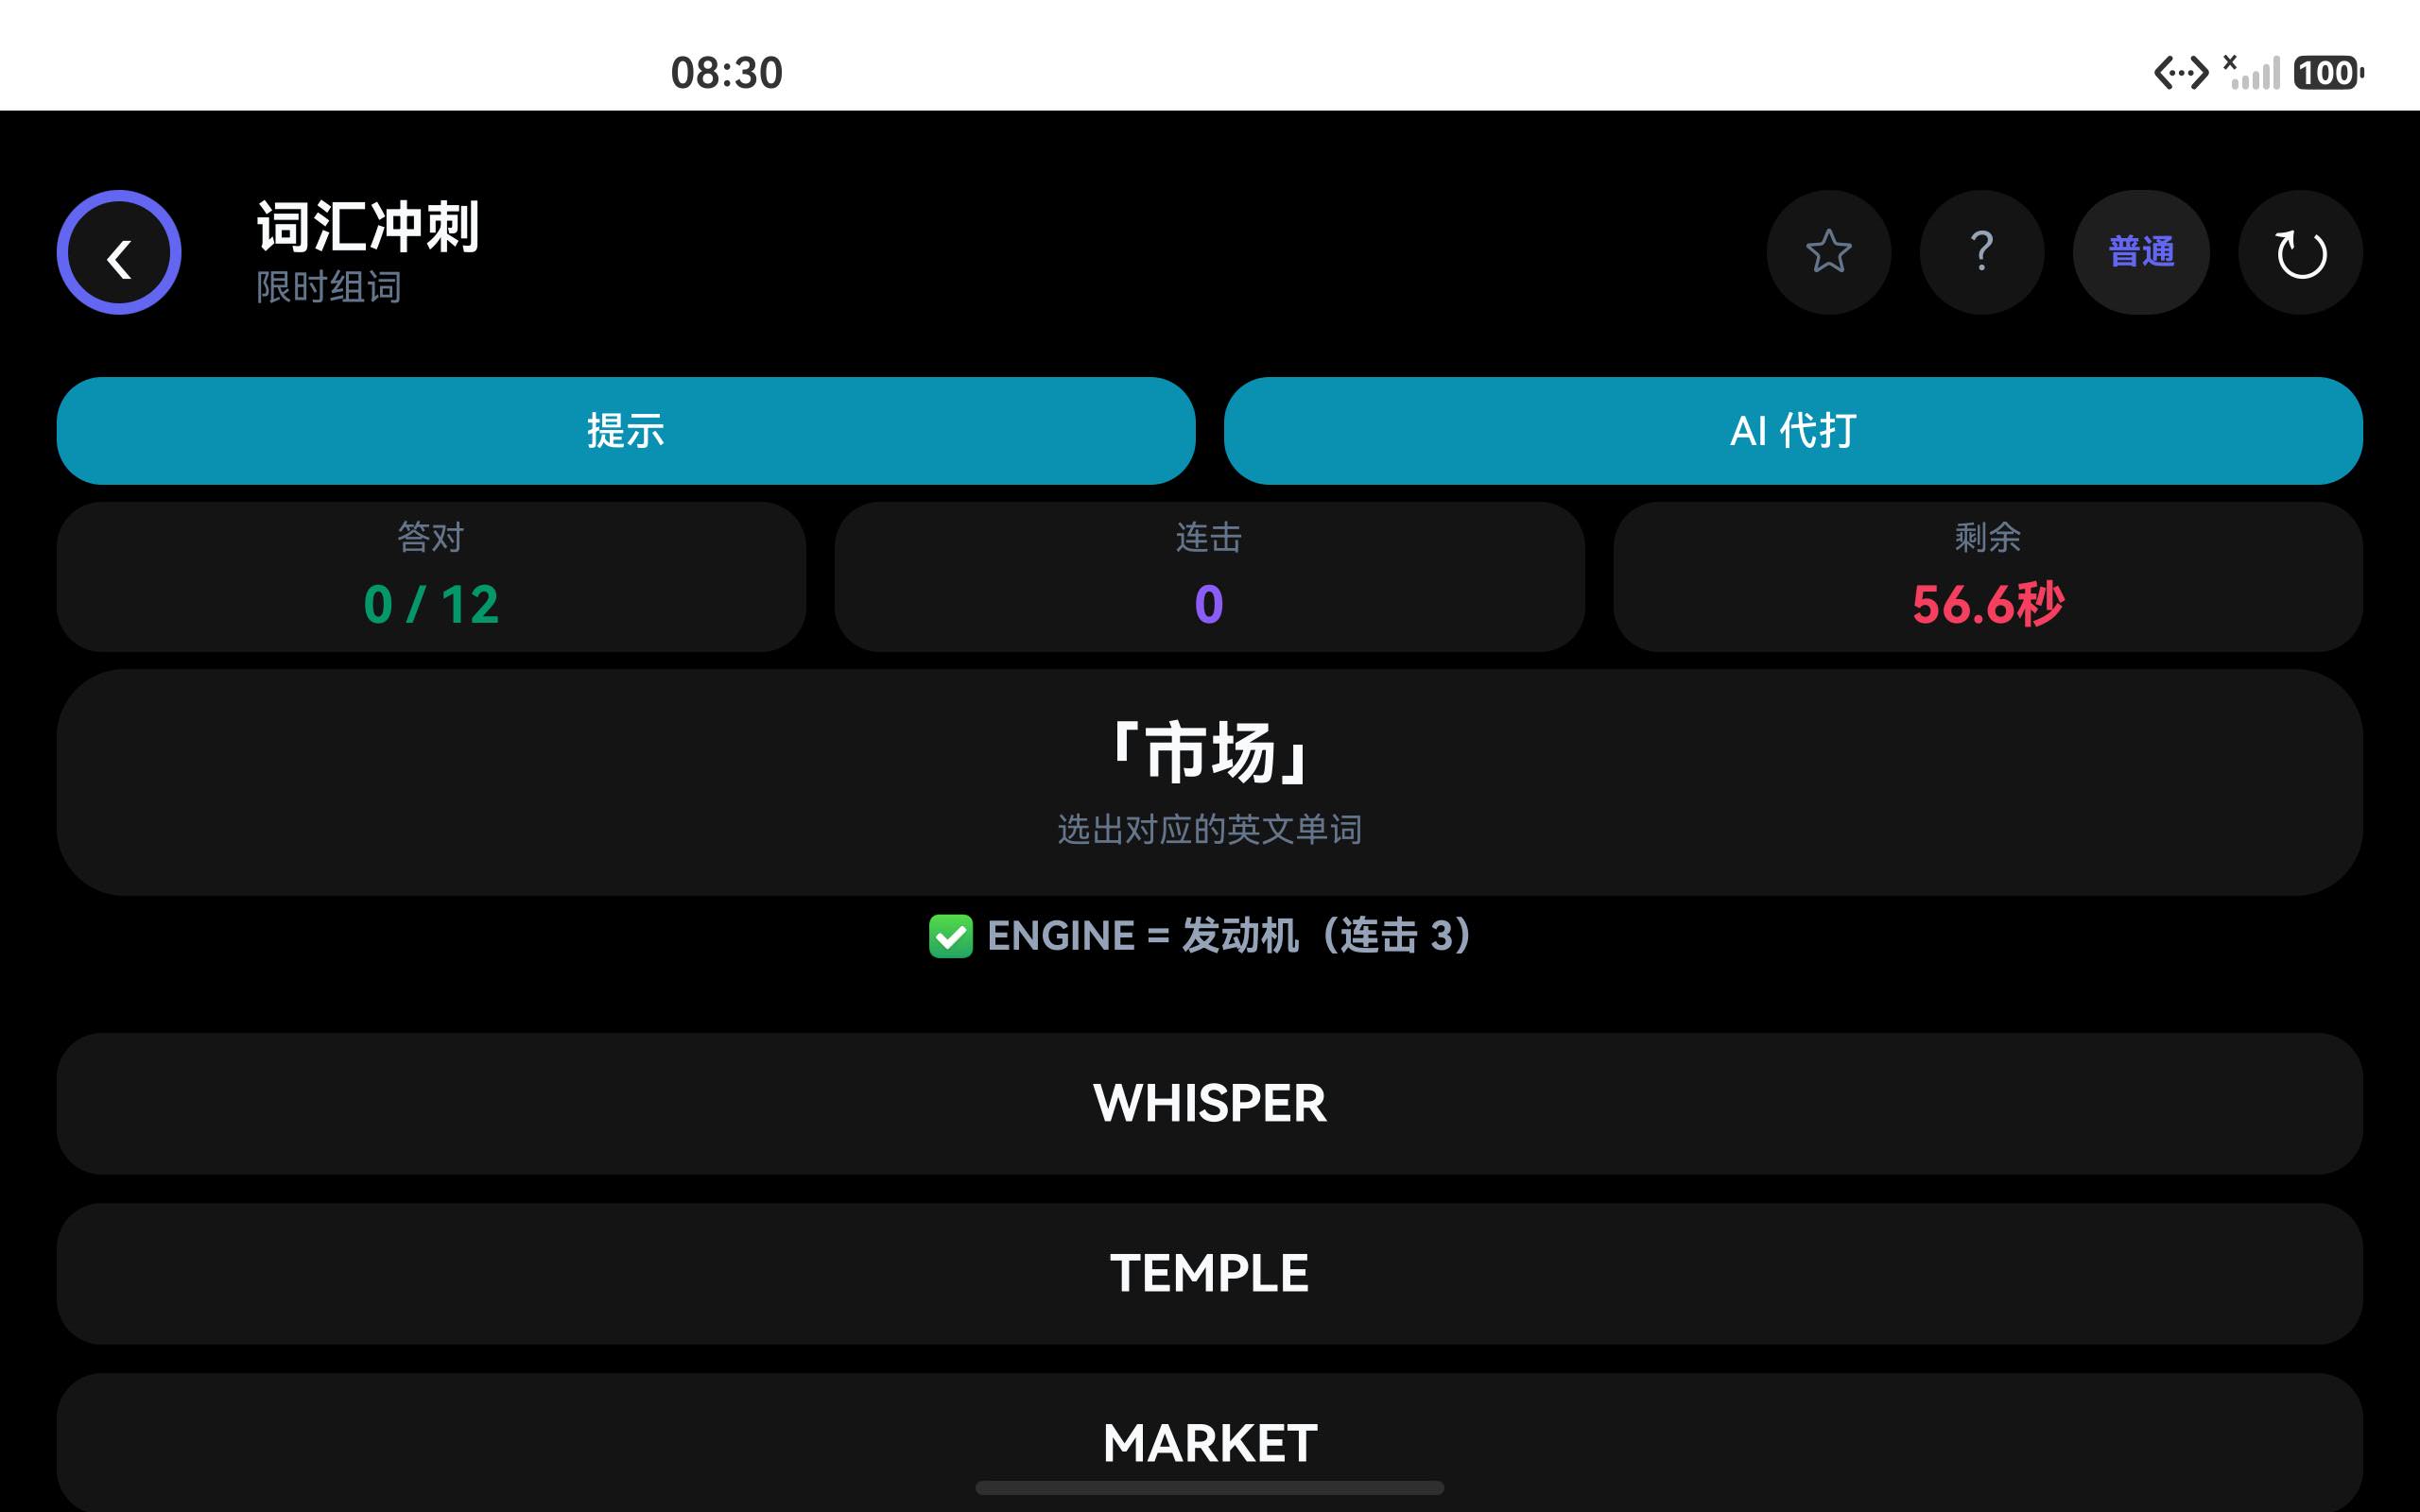 08:30
100
词汇冲刺
限时组词
?
普通
提示
AI 代打
答对
0 / 12
连击
0
剩余
56.6秒
「市场」
选出对应的英文单词
✅ ENGINE = 发动机（连击 3）
WHISPER
TEMPLE
MARKET